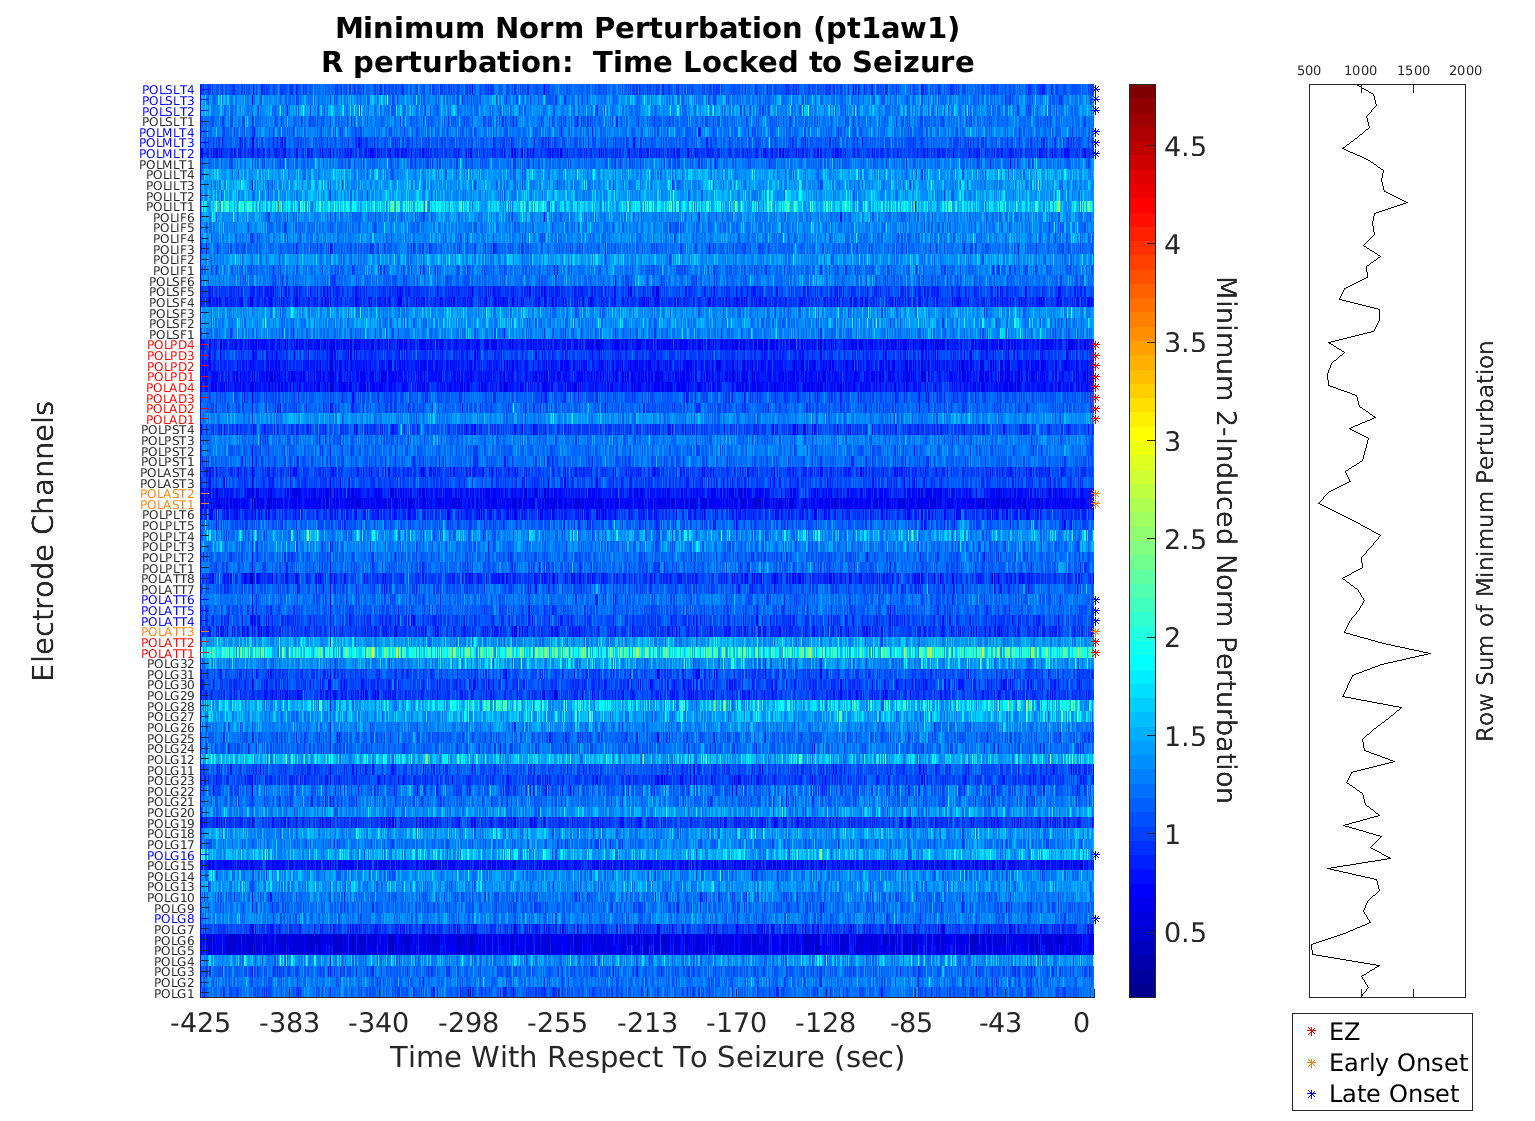 Minimum Norm Perturbation (pt1aw1)
R perturbation:  Time Locked to Seizure
Electrode Channels
POLSLT4
POLSLT3
POLSLT2
POLSLT1
POLMLT4
POLMLT3
POLMLT2
POLMLT1
POLILT4
POLILT3
POLILT2
POLILT1
POLIF6
POLIF5
POLIF4
POLIF3
POLIF2
POLIF1
POLSF6
POLSF5
POLSF4
POLSF3
POLSF2
POLSF1
POLPD4
POLPD3
POLPD2
POLPD1
POLAD4
POLAD3
POLAD2
POLAD1
POLPST4
POLPST3
POLPST2
POLPST1
POLAST4
POLAST3
POLAST2
POLAST1
POLPLT6
POLPLT5
POLPLT4
POLPLT3
POLPLT2
POLPLT1
POLATT8
POLATT7
POLATT6
POLATT5
POLATT4
POLATT3
POLATT2
POLATT1
POLG32
POLG31
POLG30
POLG29
POLG28
POLG27
POLG26
POLG25
POLG24
POLG12
POLG11
POLG23
POLG22
POLG21
POLG20
POLG19
POLG18
POLG17
POLG16
POLG15
POLG14
POLG13
POLG10
POLG9
POLG8
POLG7
POLG6
POLG5
POLG4
POLG3
POLG2
POLG1
-425 -383 -340 -298 -255 -213 -170 -128 -85 -43 0
Time With Respect To Seizure (sec)
4.5
4
3.5
3
2.5
2
1.5
1
0.5
Minimum 2-Induced Norm Perturbation
500 1000 1500 2000
Row Sum of Minimum Perturbation
EZ
Early Onset
Late Onset